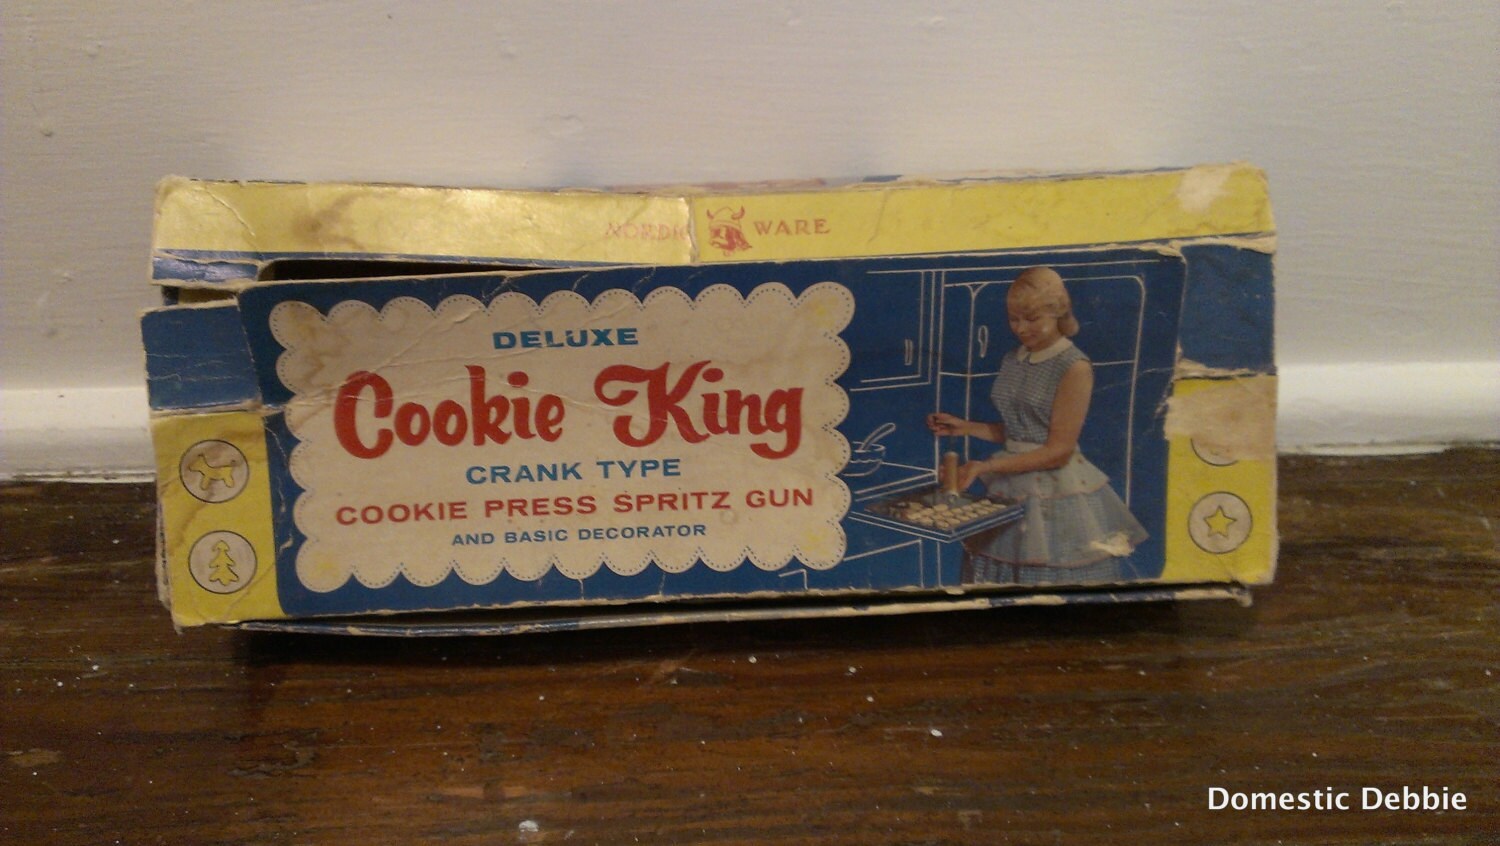 NORDIC WARE
DELUXE
Cookie King
CRANK TYPE
COOKIE PRESS SPRITZ GUN
AND BASIC DECORATOR
Domestic Debbie